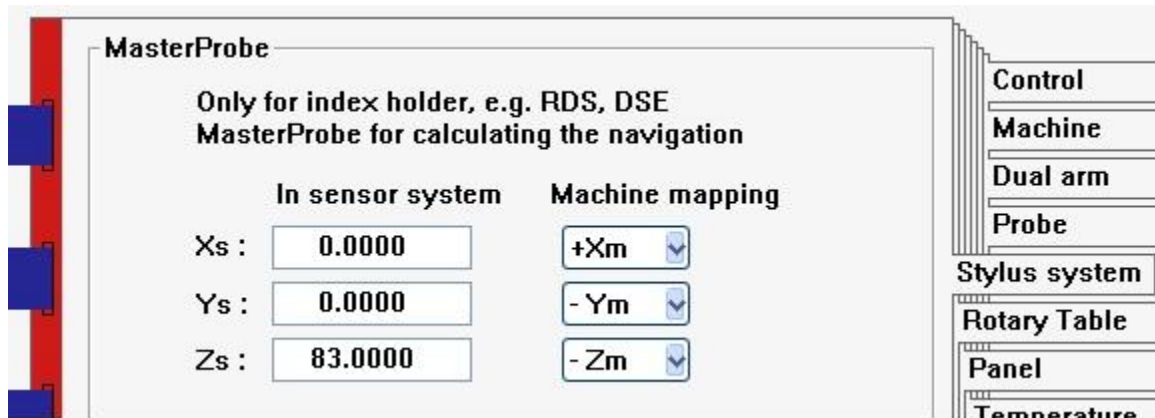 MasterProbe
Only for index holder, e.g. RDS, DSE
MasterProbe for calculating the navigation
In sensor system Machine mapping
Xs : 0.0000 +Xm
Ys : 0.0000 - Ym
Zs : 83.0000 - Zm
Control
Machine
Dual arm
Probe
Stylus system
Rotary Table
Panel
Temperature